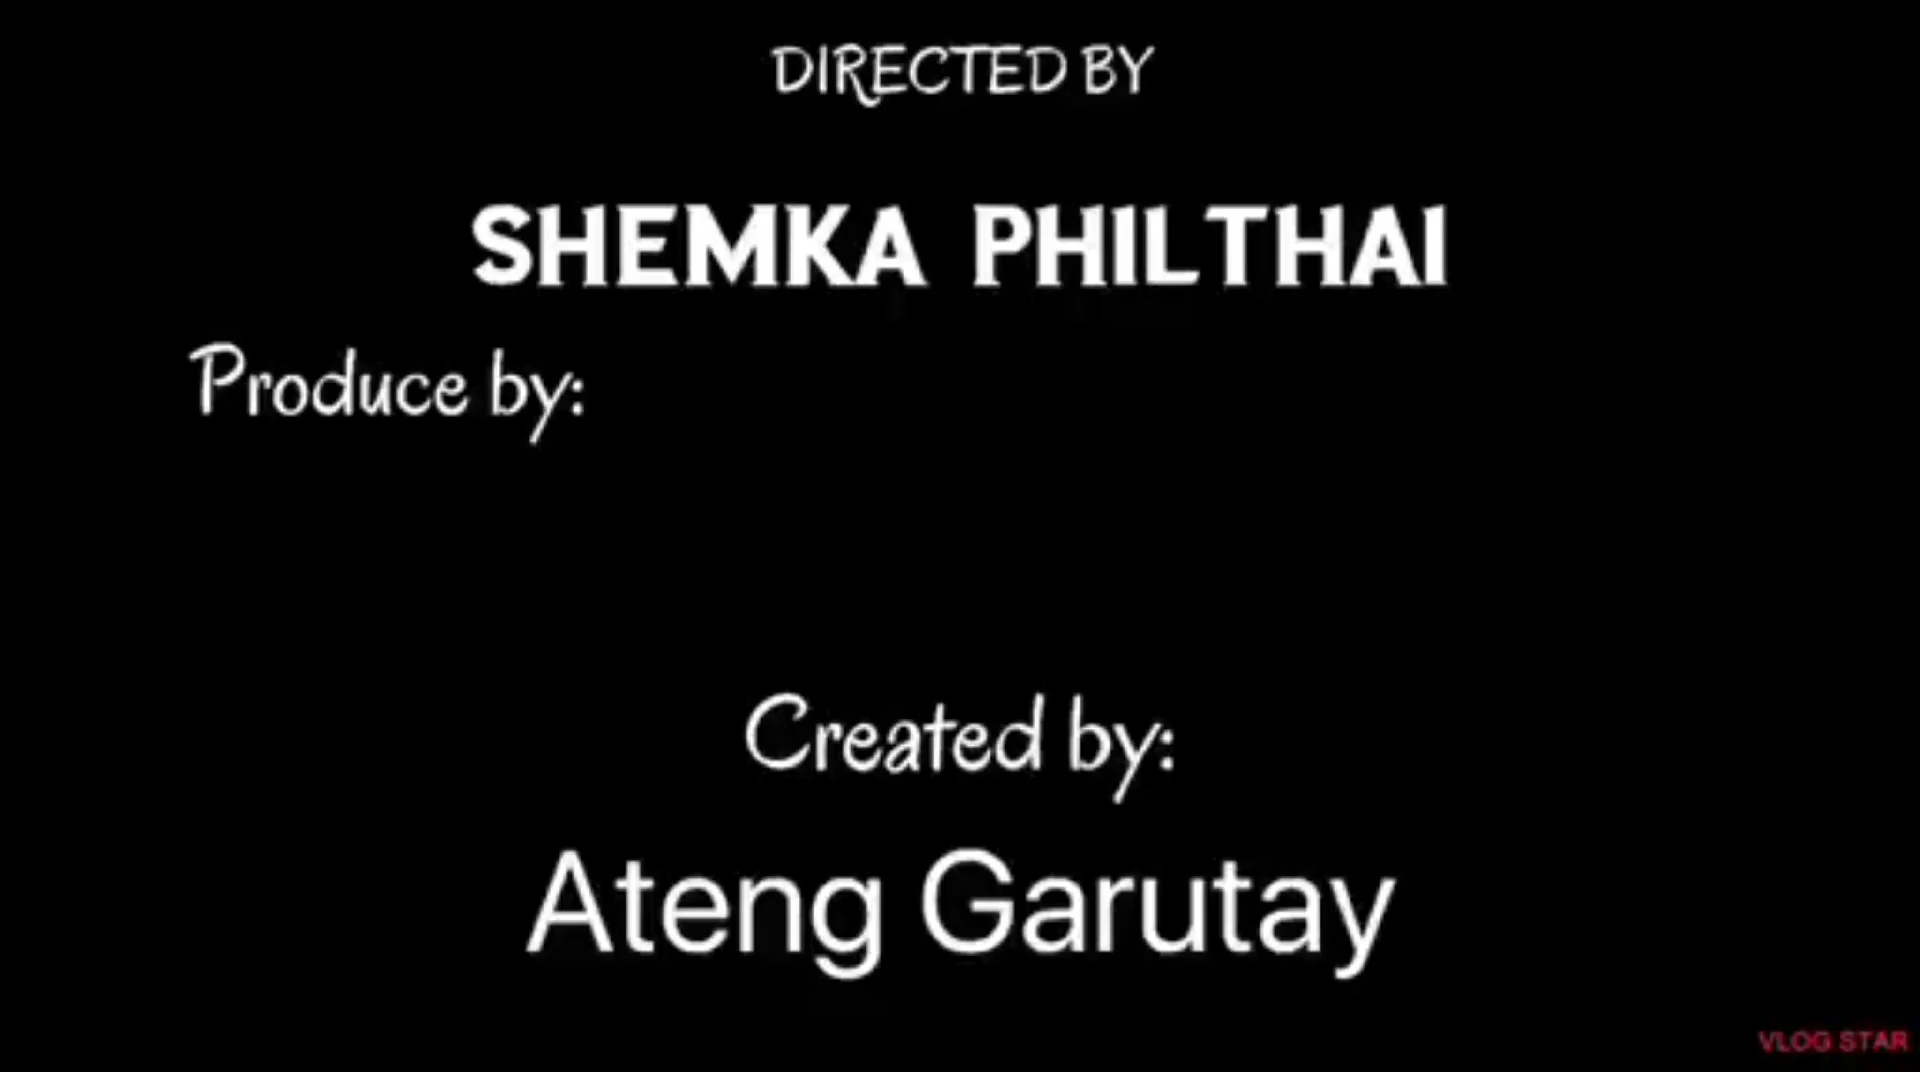 DIRECTED BY
SHEMKA PHILTHAI
Produce by:
Created by:
Ateng Garutay
VLOG STAR